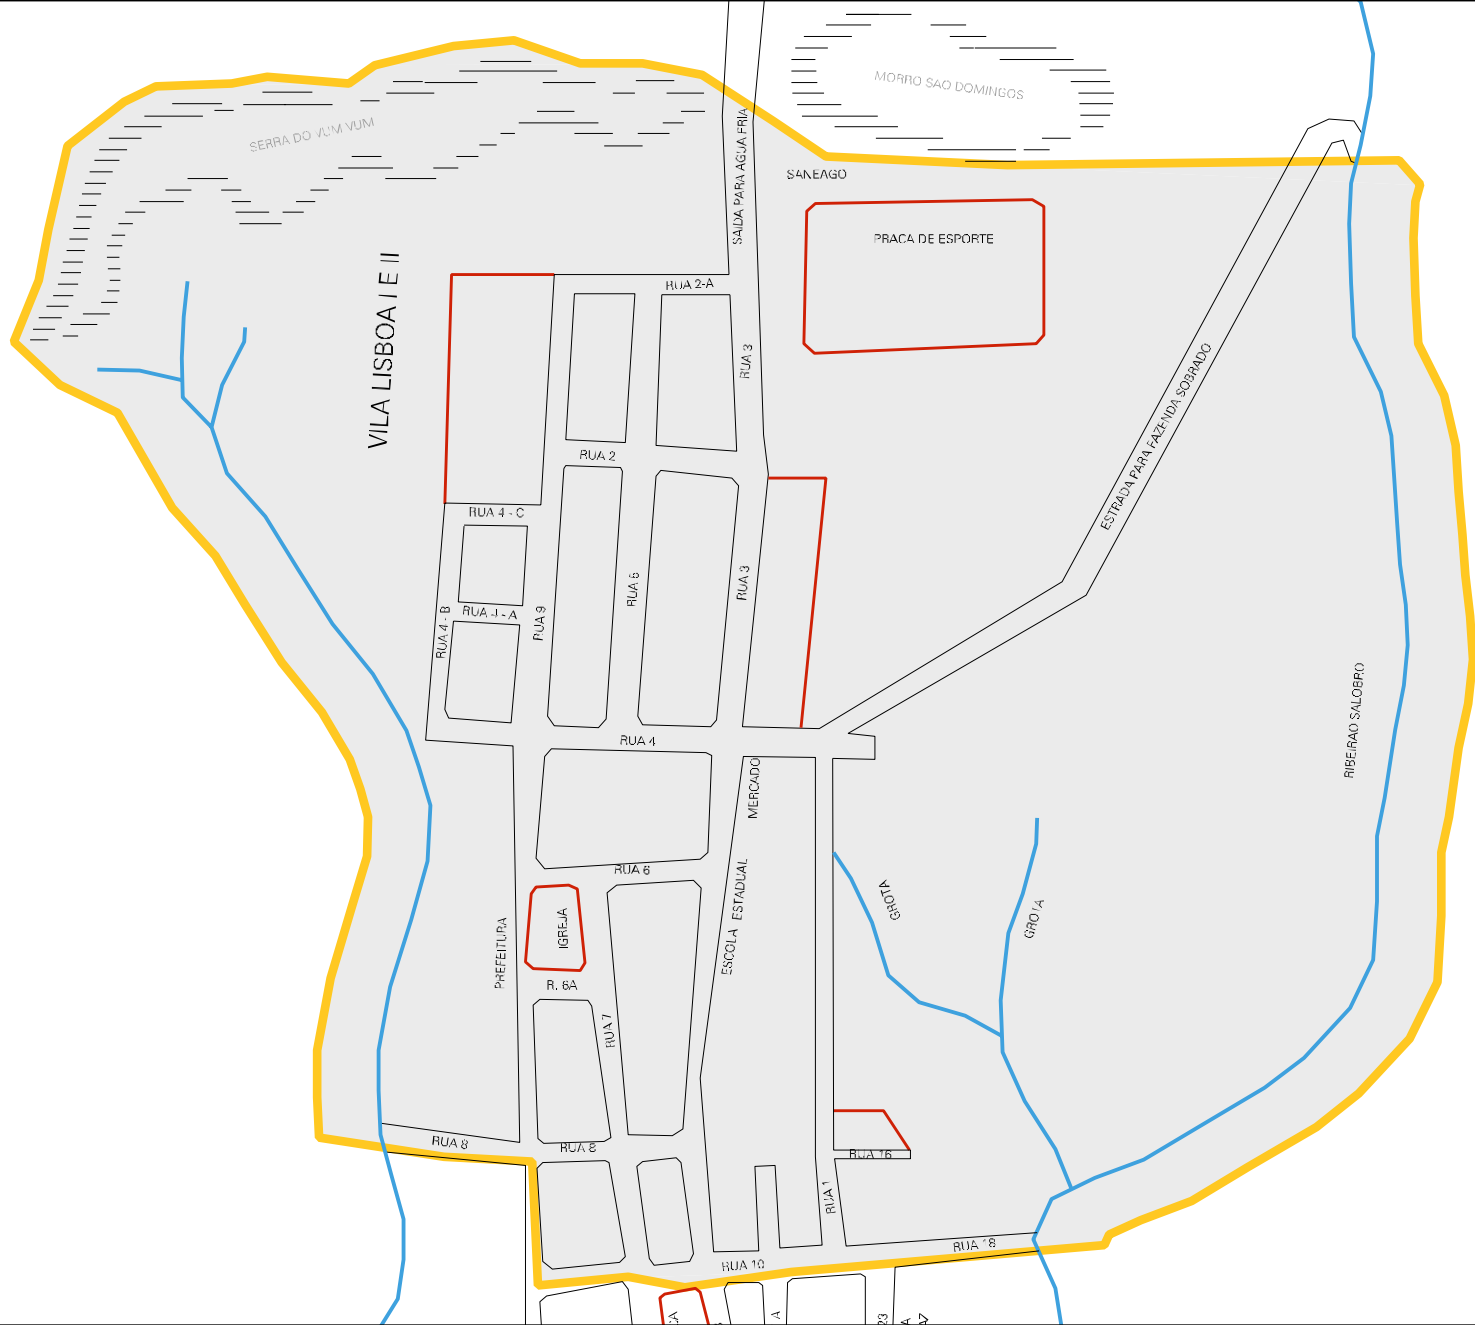 MORRO SAO DOMINGOS
SERRA DO VUM VUM
SAIDA PARA AGUA FRIA
SANEAGO
PRACA DE ESPORTE
VILA LISBOA I E II
RUA 2-A
RUA 3
ESTRADA PARA FAZENDA SOBRADO
RUA 2
RUA 4 - C
RUA 4 - A
RUA 4 - B
RUA 9
RUA 3
RUA 4
MERCADO
RIBEIRAO SALOBRO
RUA 6
ESCOLA ESTADUAL
GROTA
GROTA
IGREJA
PREFEITURA
R. 6A
RUA 7
RUA 8
RUA 8
RUA 16
RUA 1
RUA 18
RUA 10
23
A
A